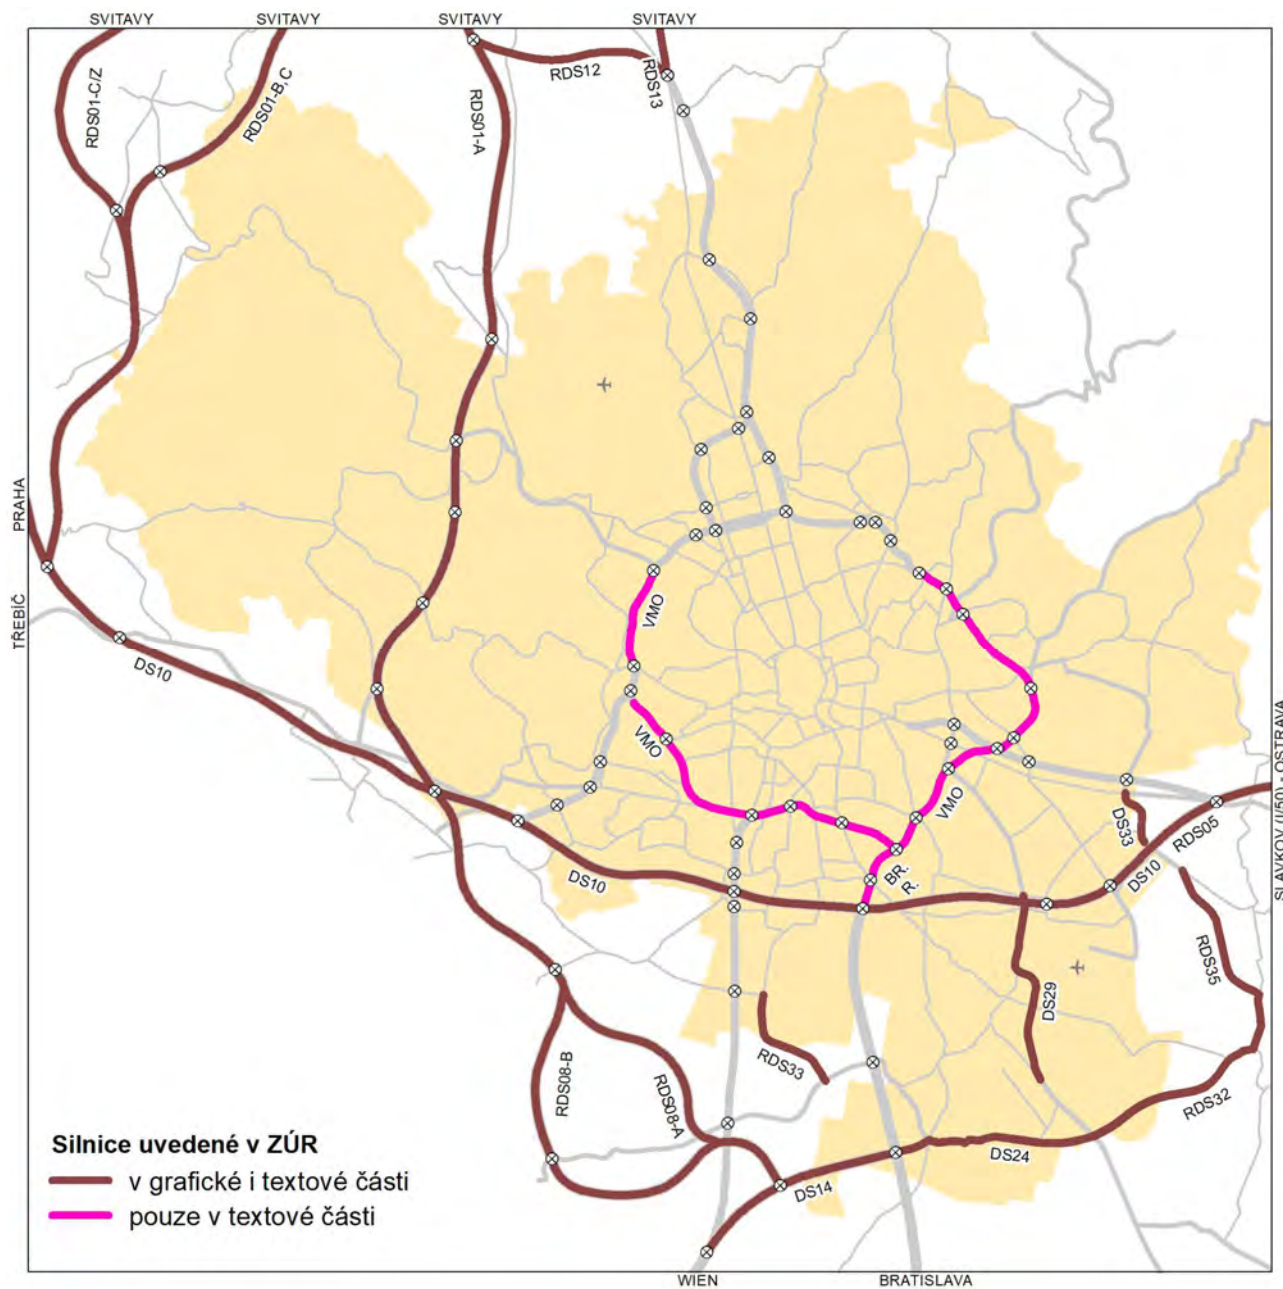 SVITAVY
SVITAVY
SVITAVY
SVITAVY
RDS01-C/Z
RDS01-B,C
RDS01-A
RDS12
RDS13
PRAHA
TŘEBÍČ
VMO
DS10
VMO
VMO
SLAVKOV (I/50) - OSTRAVA
DS33
RDS05
DS10
DS10
BR.
R.
RDS35
DS29
RDS33
RDS08-B
RDS08-A
RDS32
DS24
DS14
Silnice uvedené v ZÚR
v grafické i textové části
pouze v textové části
WIEN
BRATISLAVA